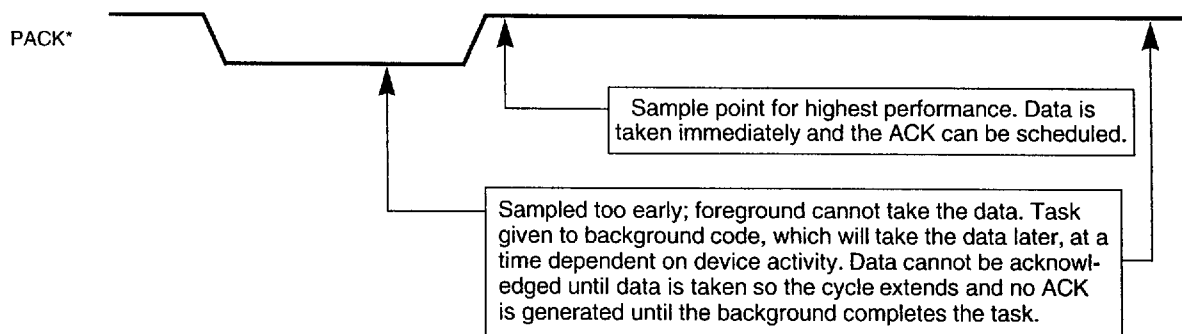 PACK*
Sample point for highest performance. Data is
taken immediately and the ACK can be scheduled.
Sampled too early; foreground cannot take the data. Task
given to background code, which will take the data later, at a
time dependent on device activity. Data cannot be acknowl-
edged until data is taken so the cycle extends and no ACK
is generated until the background completes the task.